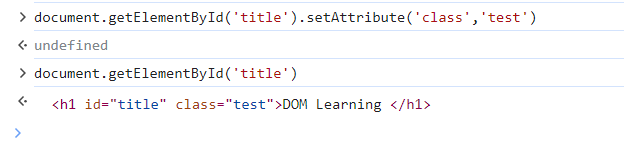 > document.getElementById('title').setAttribute('class','test')
<· undefined
> document.getElementById('title')
<· <h1 id="title" class="test">DOM Learning </h1>
>